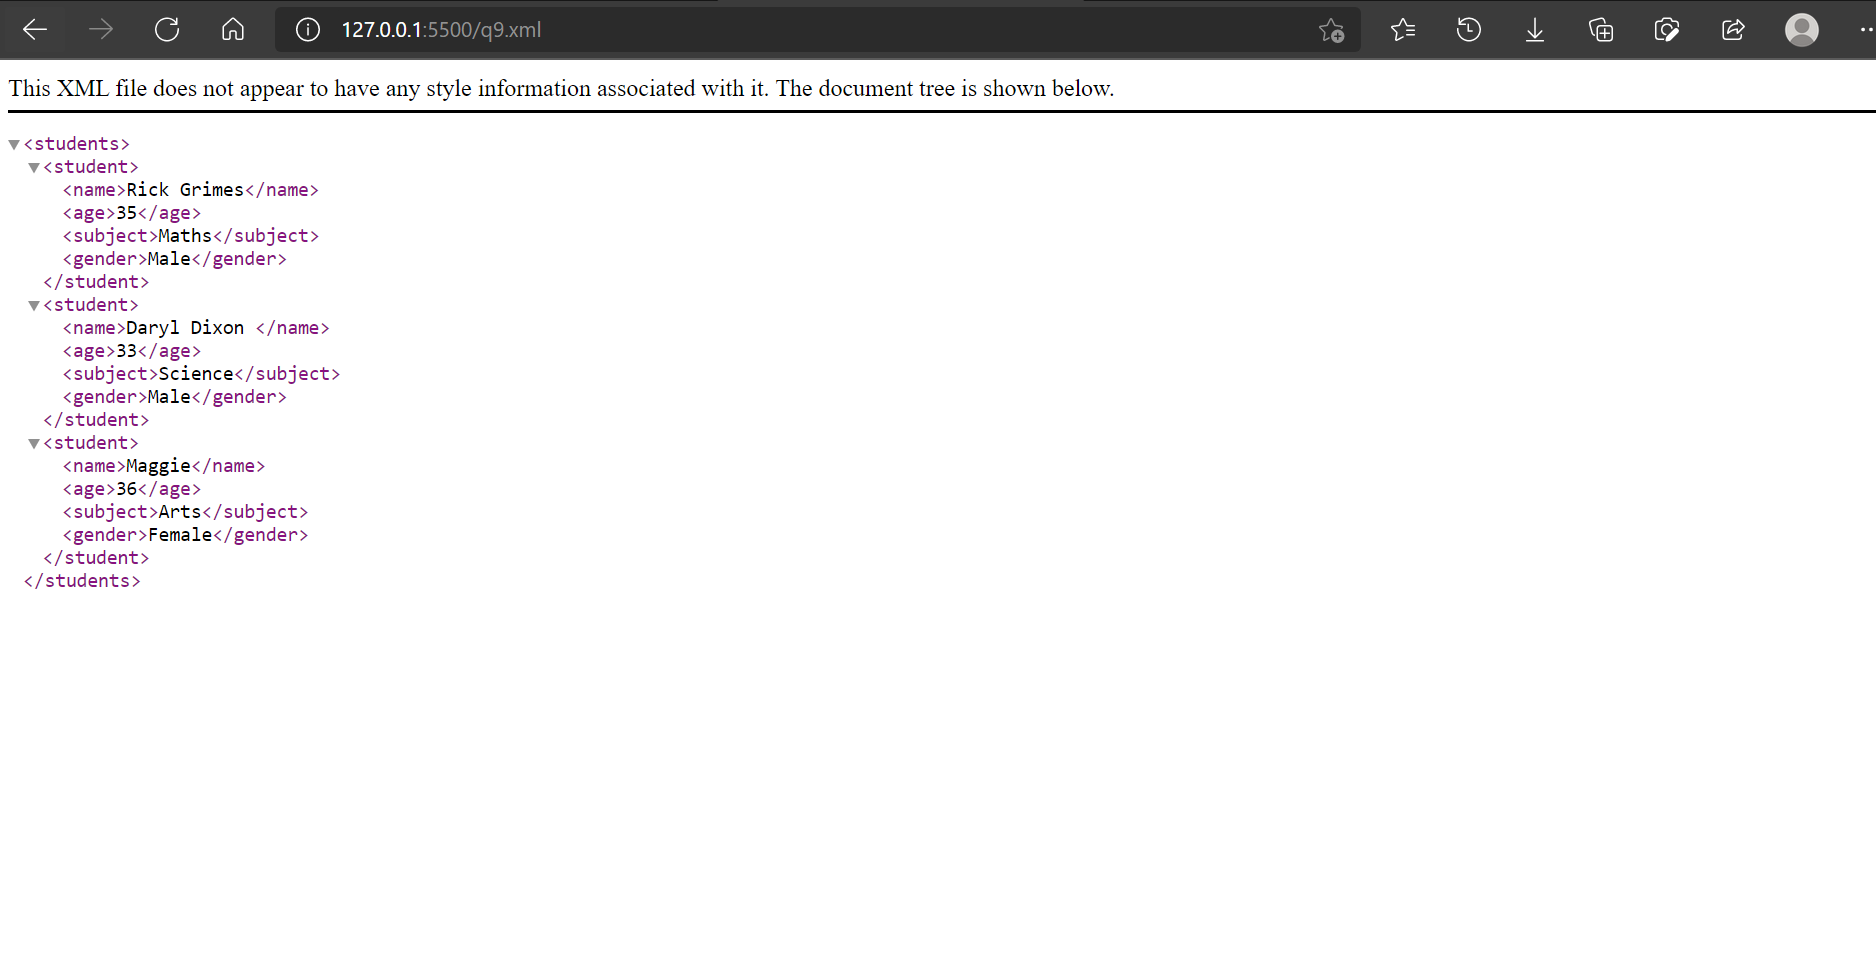 127.0.0.1:5500/q9.xml
This XML file does not appear to have any style information associated with it. The document tree is shown below.
<students>
<student>
<name>Rick Grimes</name>
<age>35</age>
<subject>Maths</subject>
<gender>Male</gender>
</student>
<student>
<name>Daryl Dixon </name>
<age>33</age>
<subject>Science</subject>
<gender>Male</gender>
</student>
<student>
<name>Maggie</name>
<age>36</age>
<subject>Arts</subject>
<gender>Female</gender>
</student>
</students>